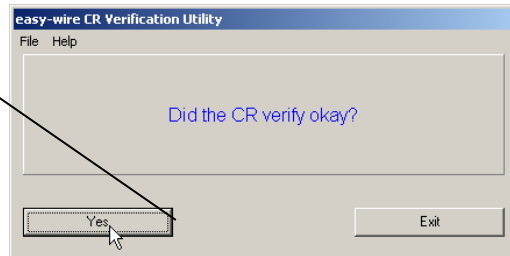 easy-wire CR Verification Utility
File Help
Did the CR verify okay?
Yes Exit